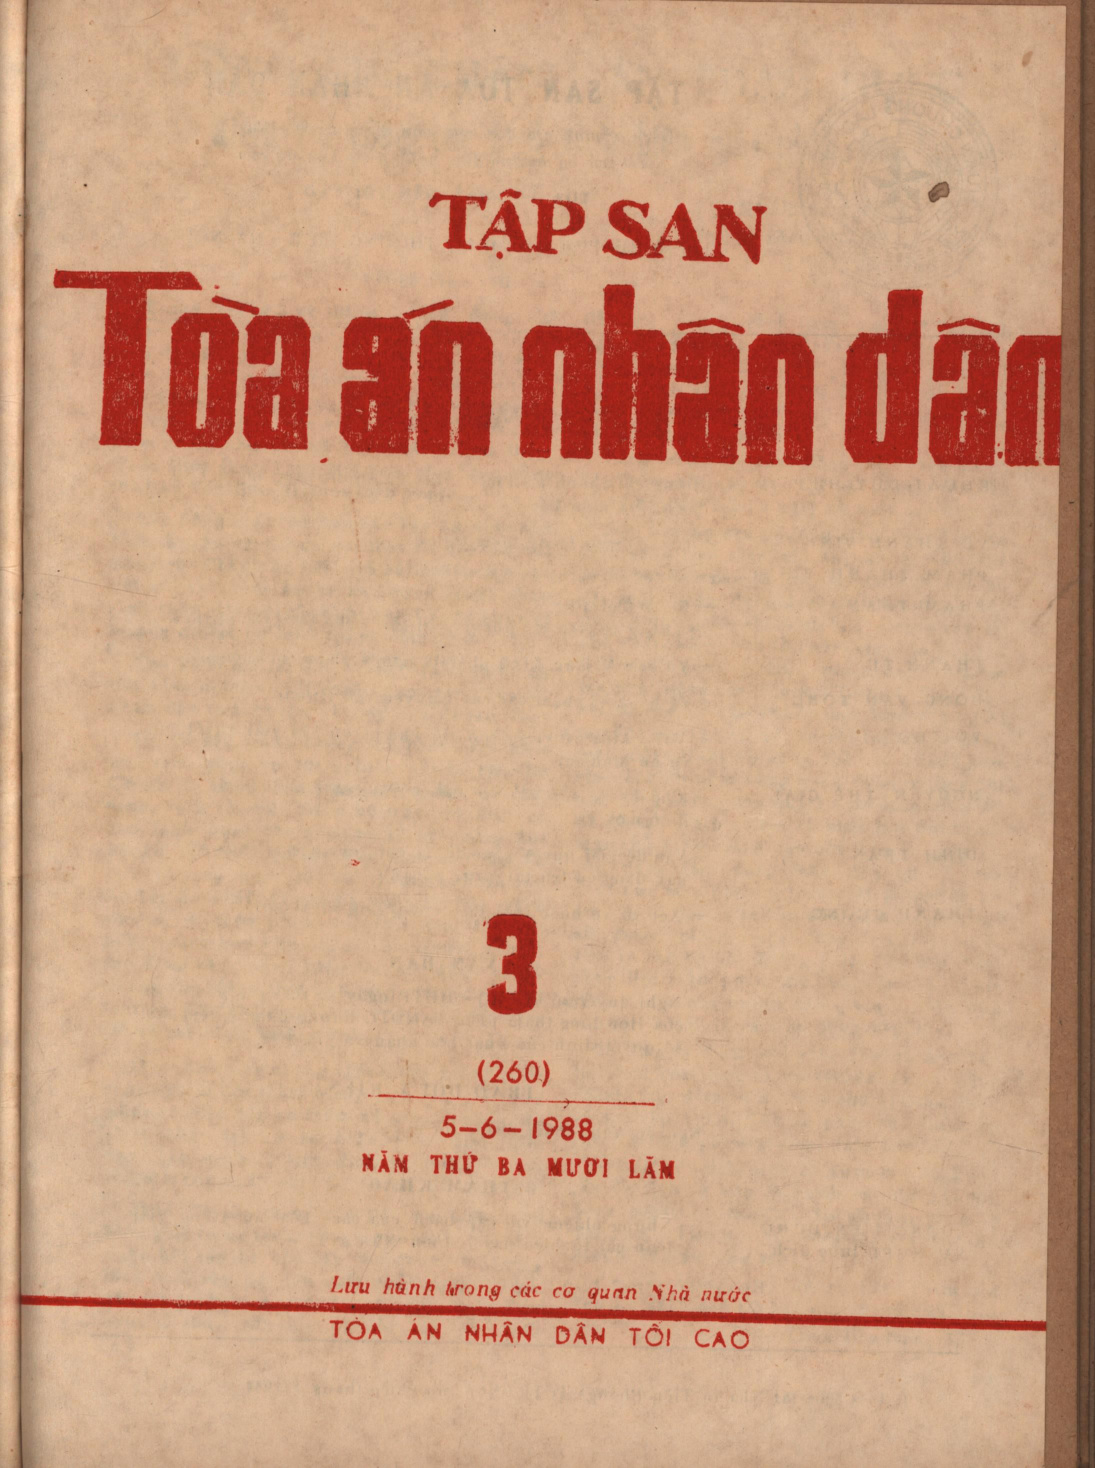 TẬP SAN
Tòa án nhân dân
3
(260)
5-6-1988
NĂM THỨ BA MƯƠI LĂM
Lưu hành trong các cơ quan Nhà nước
TÒA ÁN NHÂN DÂN TỐI CAO